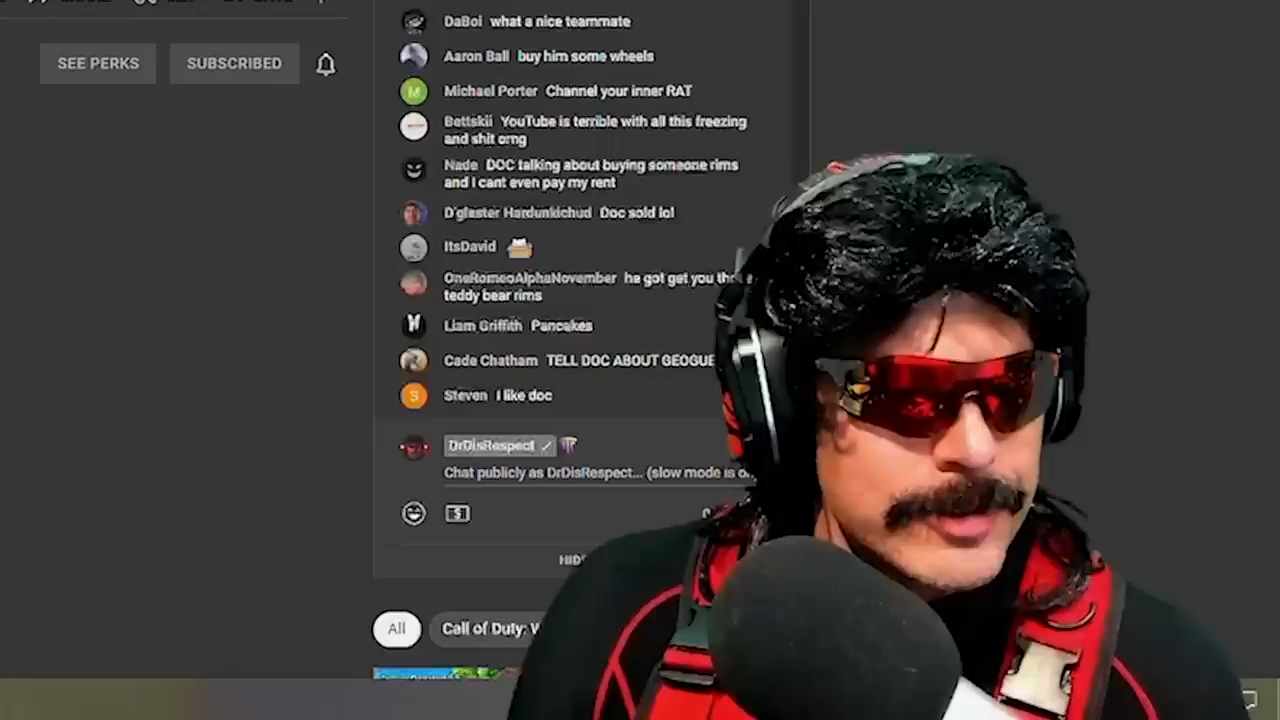 SEE PERKS
SUBSCRIBED
DaBoi what a nice teammate
Aaron Ball buy him some wheels
M
Michael Porter Channel your inner RAT
Bettskii YouTube is terrible with all this freezing
and shit omg
Nade DOC talking about buying someone rims
and I cant even pay my rent
D'glester Hardunkichud Doc sold lol
ItsDavid
OneRomeoAlphaNovember he got get you
teddy bear rims
Liam Griffith Pancakes
Cade Chatham TELL DOC ABOUT GEOGUE
S
Steven I like doc
DrDisRespect
Chat publicly as DrDisRespect... (slow mode is
HID
All
Call of Duty: W